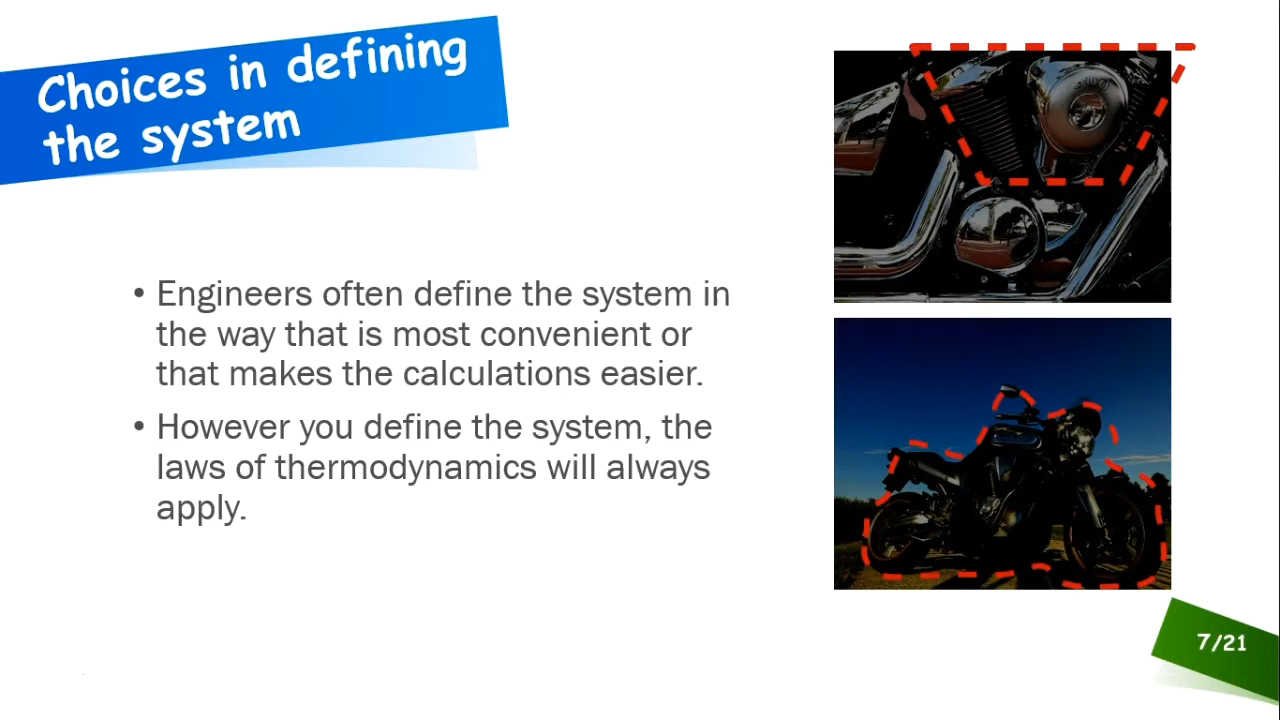 Choices in defining
the system
• Engineers often define the system in
the way that is most convenient or
that makes the calculations easier.
• However you define the system, the
laws of thermodynamics will always
apply.
7/21